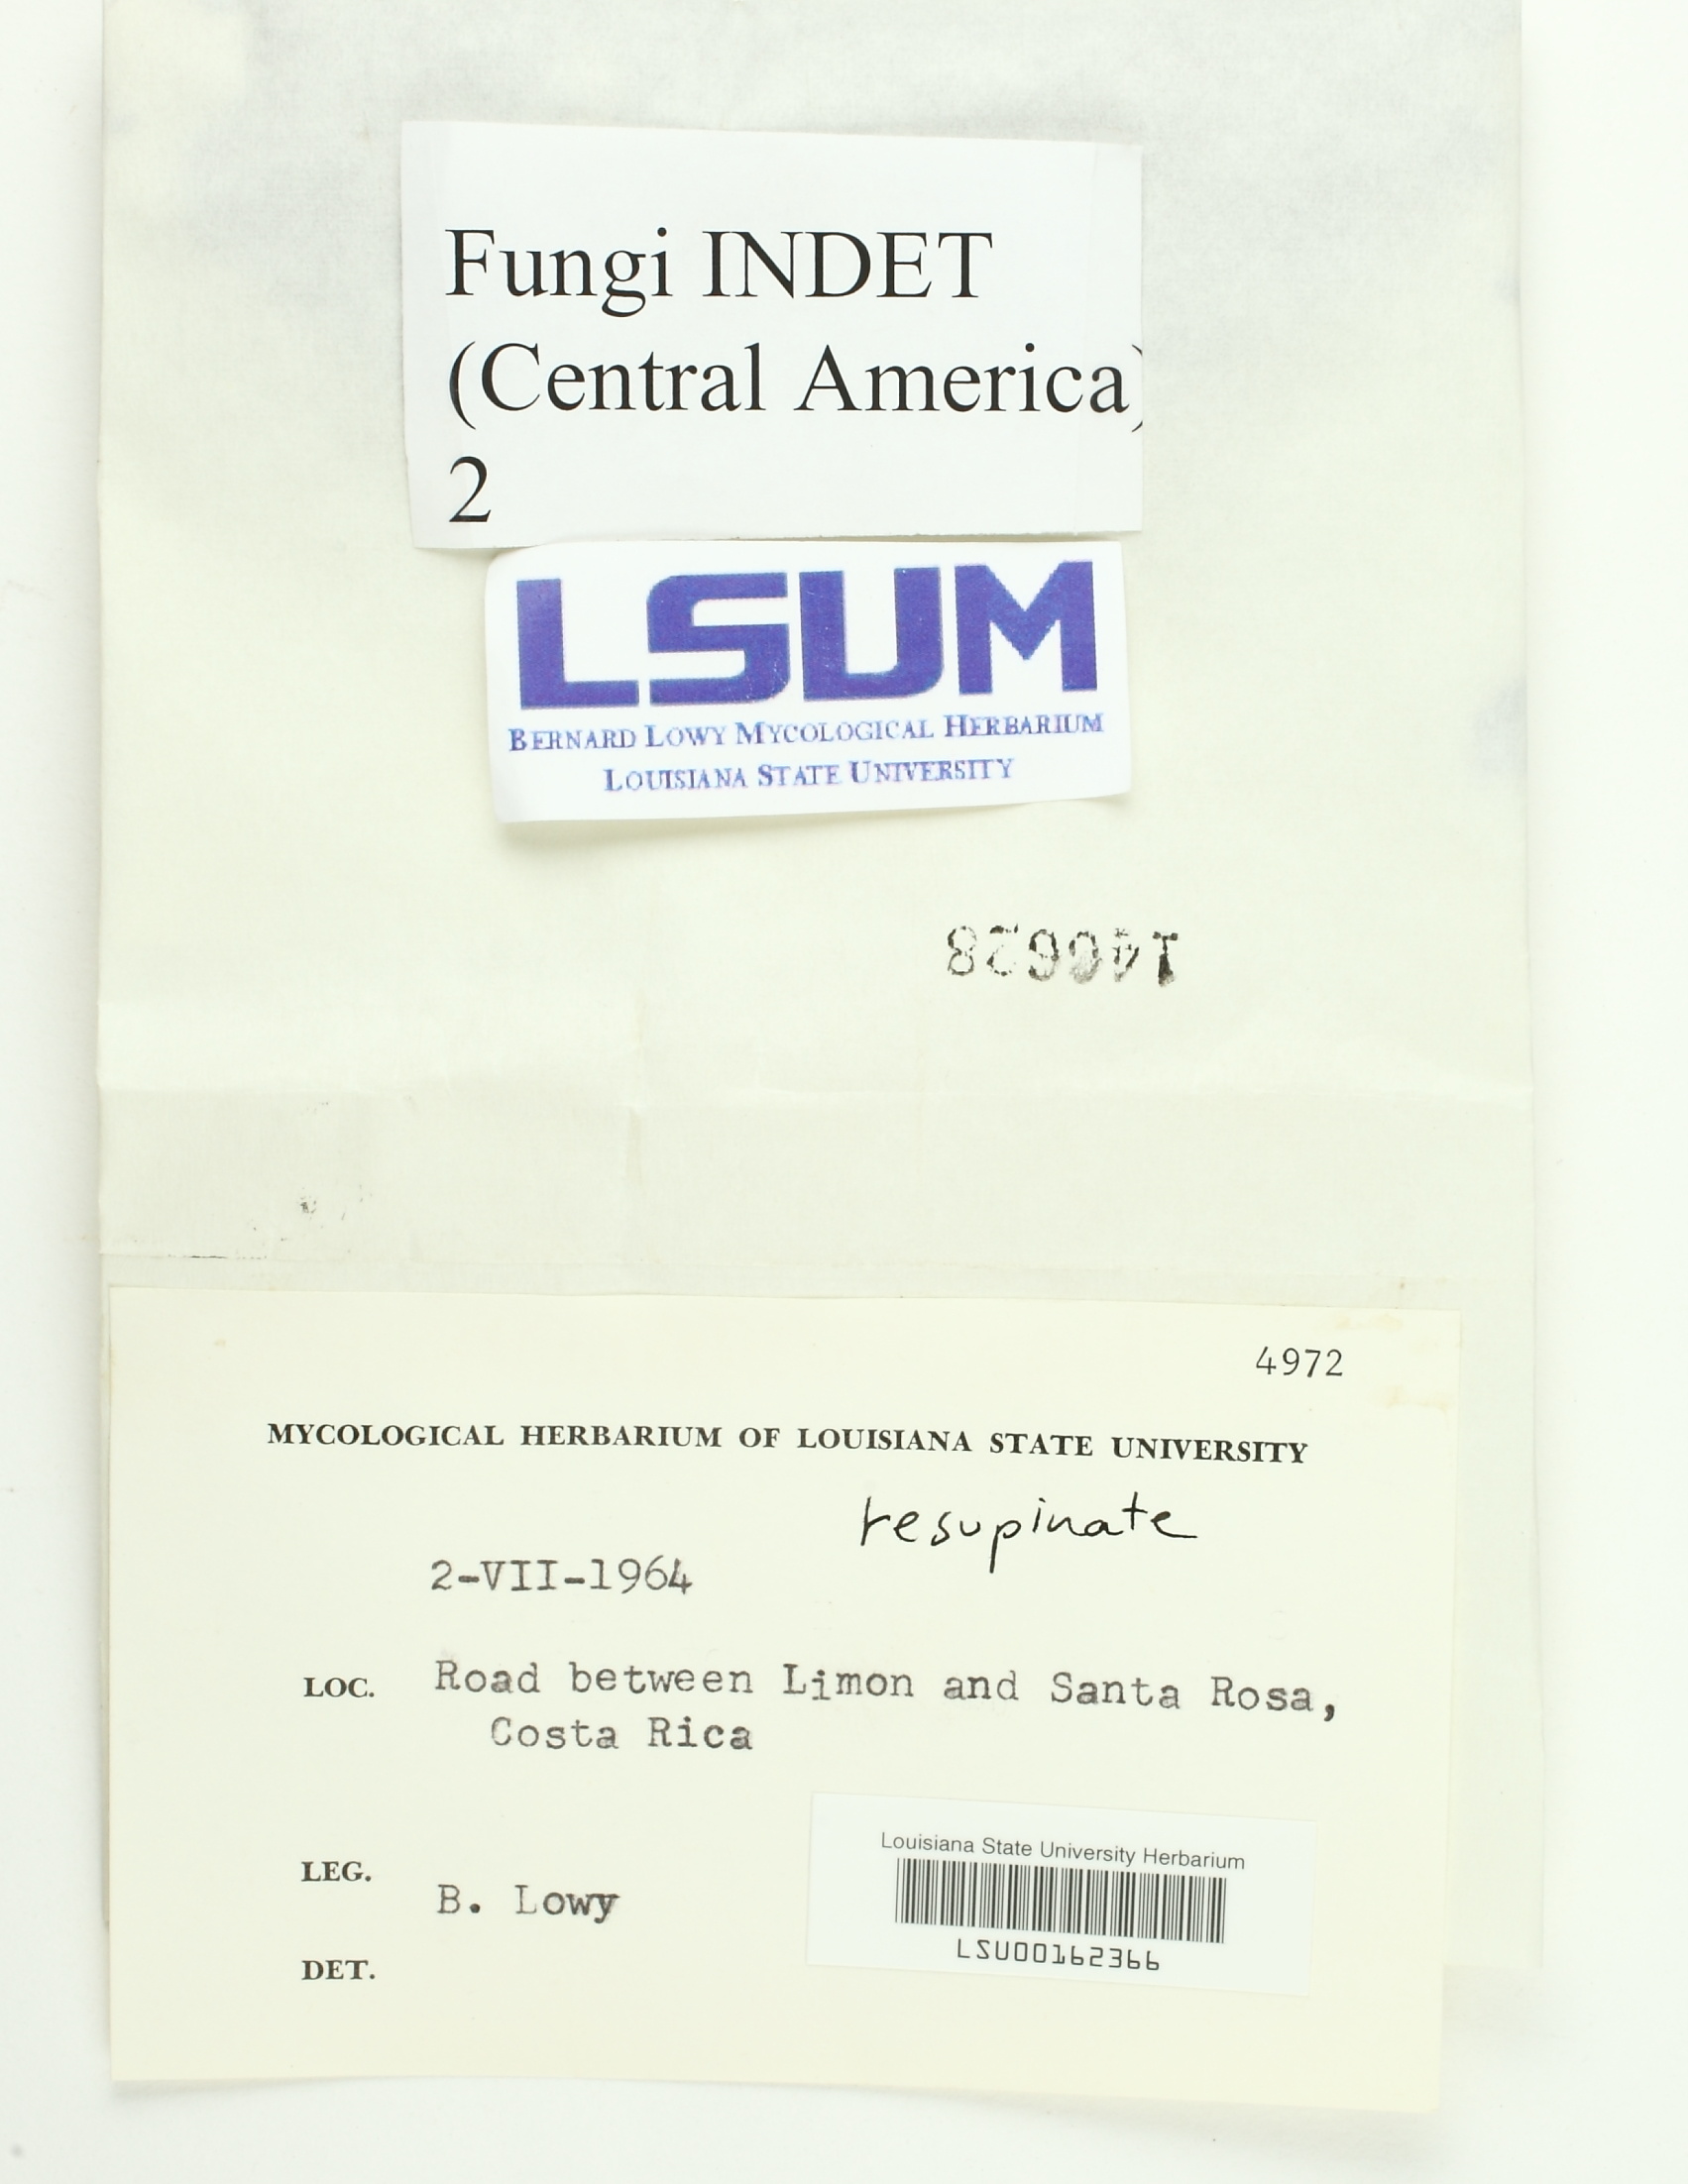 Fungi INDET
(Central America)
2
LSUM
BERNARD LOWY MYCOLOGICAL HERBARIUM
LOUISIANA STATE UNIVERSITY
4972
MYCOLOGICAL HERBARIUM OF LOUISIANA STATE UNIVERSITY
resupinate
2-VII-1964
LOC. Road between Limon and Santa Rosa,
Costa Rica
Louisiana State University Herbarium
LEG. B. Lowy
LSU00162366
DET.